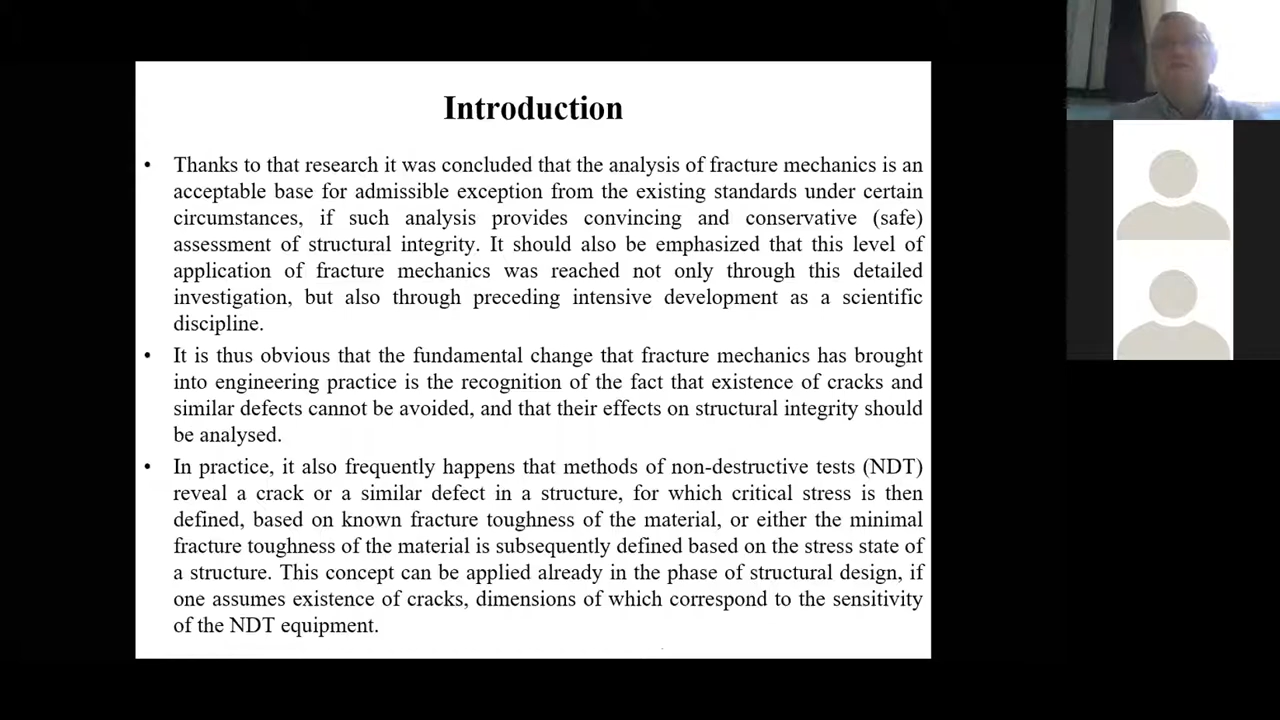 Introduction
• Thanks to that research it was concluded that the analysis of fracture mechanics is an
acceptable base for admissible exception from the existing standards under certain
circumstances, if such analysis provides convincing and conservative (safe)
assessment of structural integrity. It should also be emphasized that this level of
application of fracture mechanics was reached not only through this detailed
investigation, but also through preceding intensive development as a scientific
discipline.
• It is thus obvious that the fundamental change that fracture mechanics has brought
into engineering practice is the recognition of the fact that existence of cracks and
similar defects cannot be avoided, and that their effects on structural integrity should
be analysed.
• In practice, it also frequently happens that methods of non-destructive tests (NDT)
reveal a crack or a similar defect in a structure, for which critical stress is then
defined, based on known fracture toughness of the material, or either the minimal
fracture toughness of the material is subsequently defined based on the stress state of
a structure. This concept can be applied already in the phase of structural design, if
one assumes existence of cracks, dimensions of which correspond to the sensitivity
of the NDT equipment.